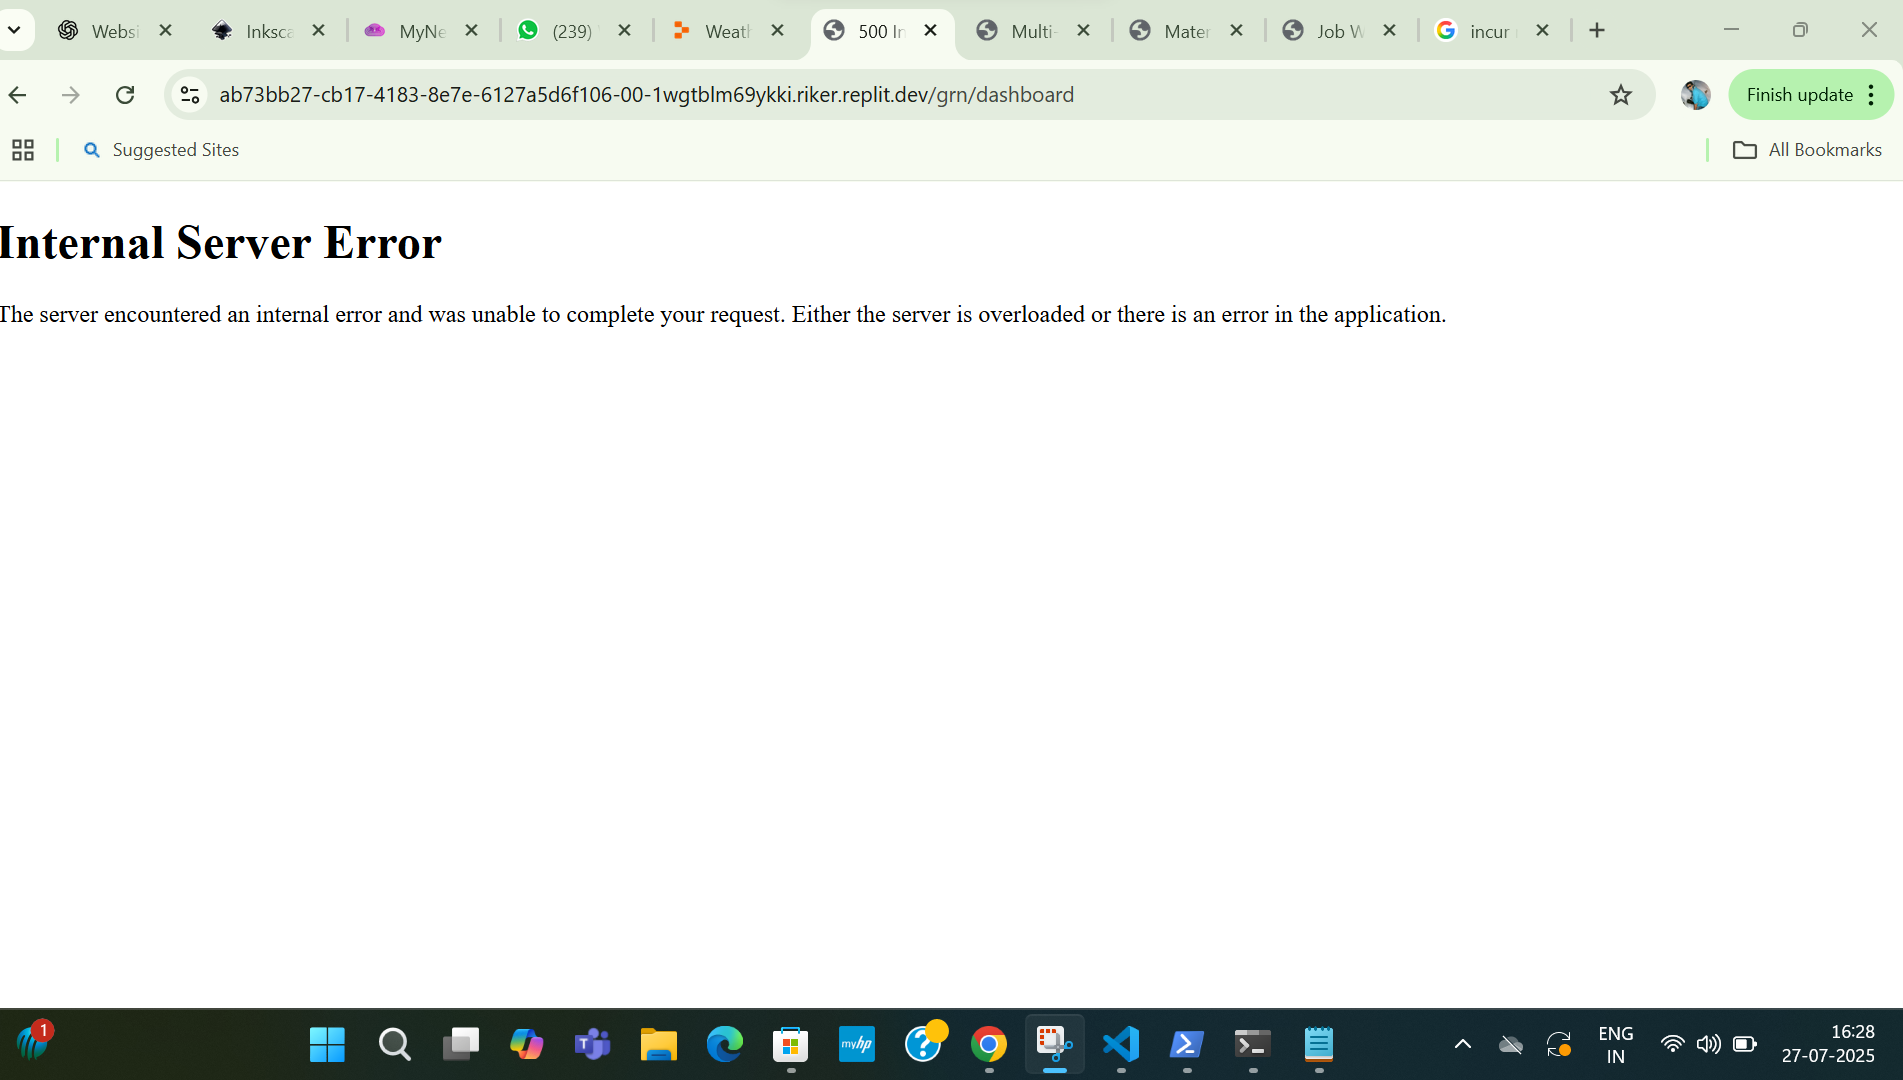 Websi
Inksca
MyNe
(239)
Weatl
500 In
Multi-
Mater
Job W
incur
ab73bb27-cb17-4183-8e7e-6127a5d6f106-00-1wgtblm69ykki.riker.replit.dev/grn/dashboard
Finish update
Suggested Sites
All Bookmarks
Internal Server Error
The server encountered an internal error and was unable to complete your request. Either the server is overloaded or there is an error in the application.
1
myhp
ENG
IN
16:28
27-07-2025